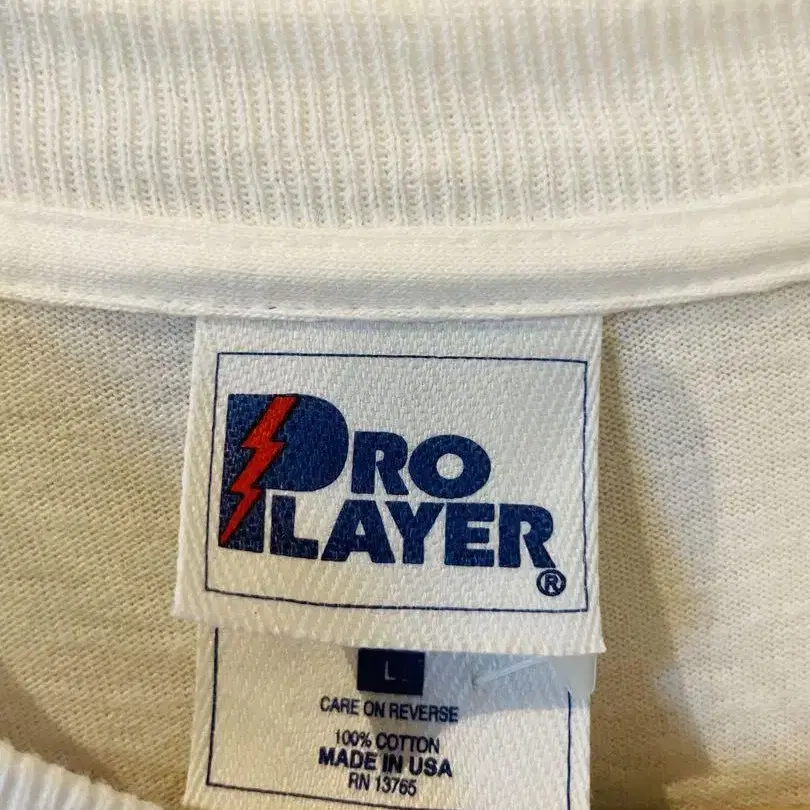 PRO
PLAYER®
L
CARE ON REVERSE
100% COTTON
MADE IN USA
RN 13765